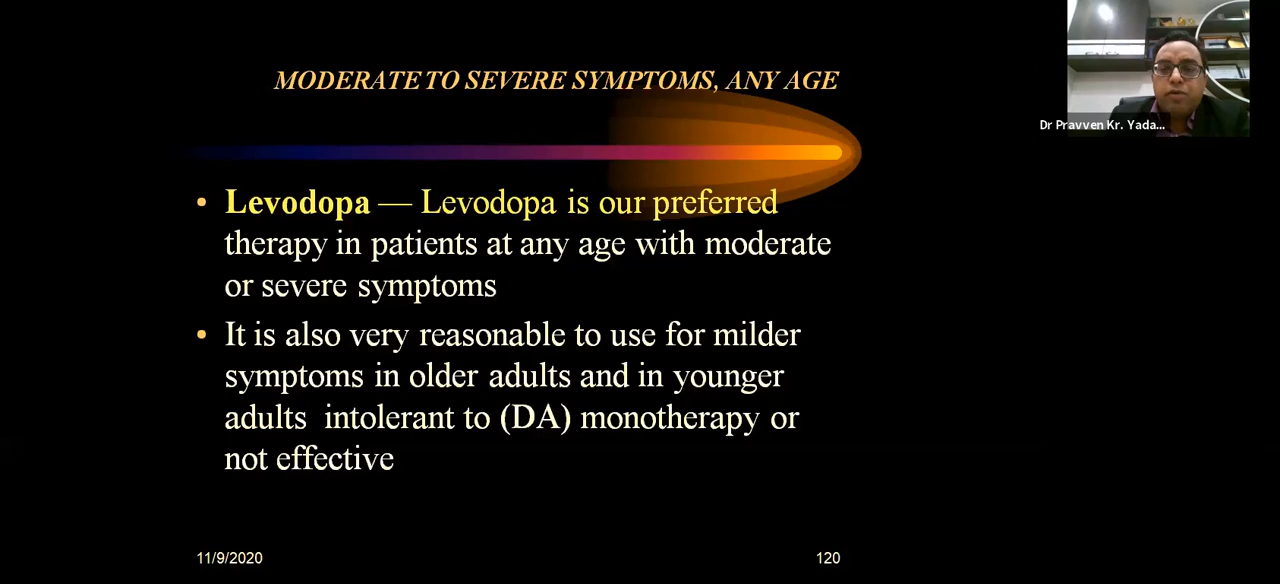 MODERATE TO SEVERE SYMPTOMS, ANY AGE
Dr Pravven Kr. Yada...
• Levodopa — Levodopa is our preferred
therapy in patients at any age with moderate
or severe symptoms
• It is also very reasonable to use for milder
symptoms in older adults and in younger
adults intolerant to (DA) monotherapy or
not effective
11/9/2020
120